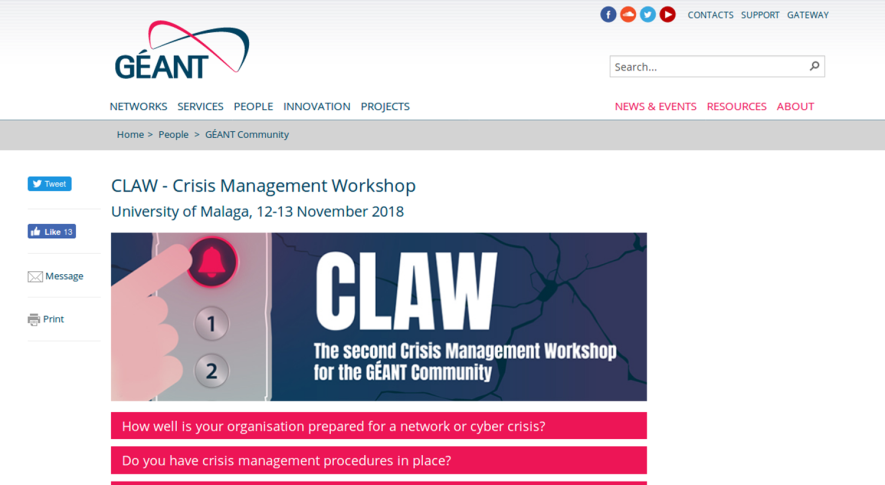 CONTACTS SUPPORT GATEWAY
GÉANT
Search...
NETWORKS SERVICES PEOPLE INNOVATION PROJECTS
NEWS & EVENTS RESOURCES ABOUT
Home > People > GÉANT Community
Tweet
Like 13
Message
Print
CLAW - Crisis Management Workshop
University of Malaga, 12-13 November 2018
1
2
CLAW
The second Crisis Management Workshop
for the GÉANT Community
How well is your organisation prepared for a network or cyber crisis?
Do you have crisis management procedures in place?